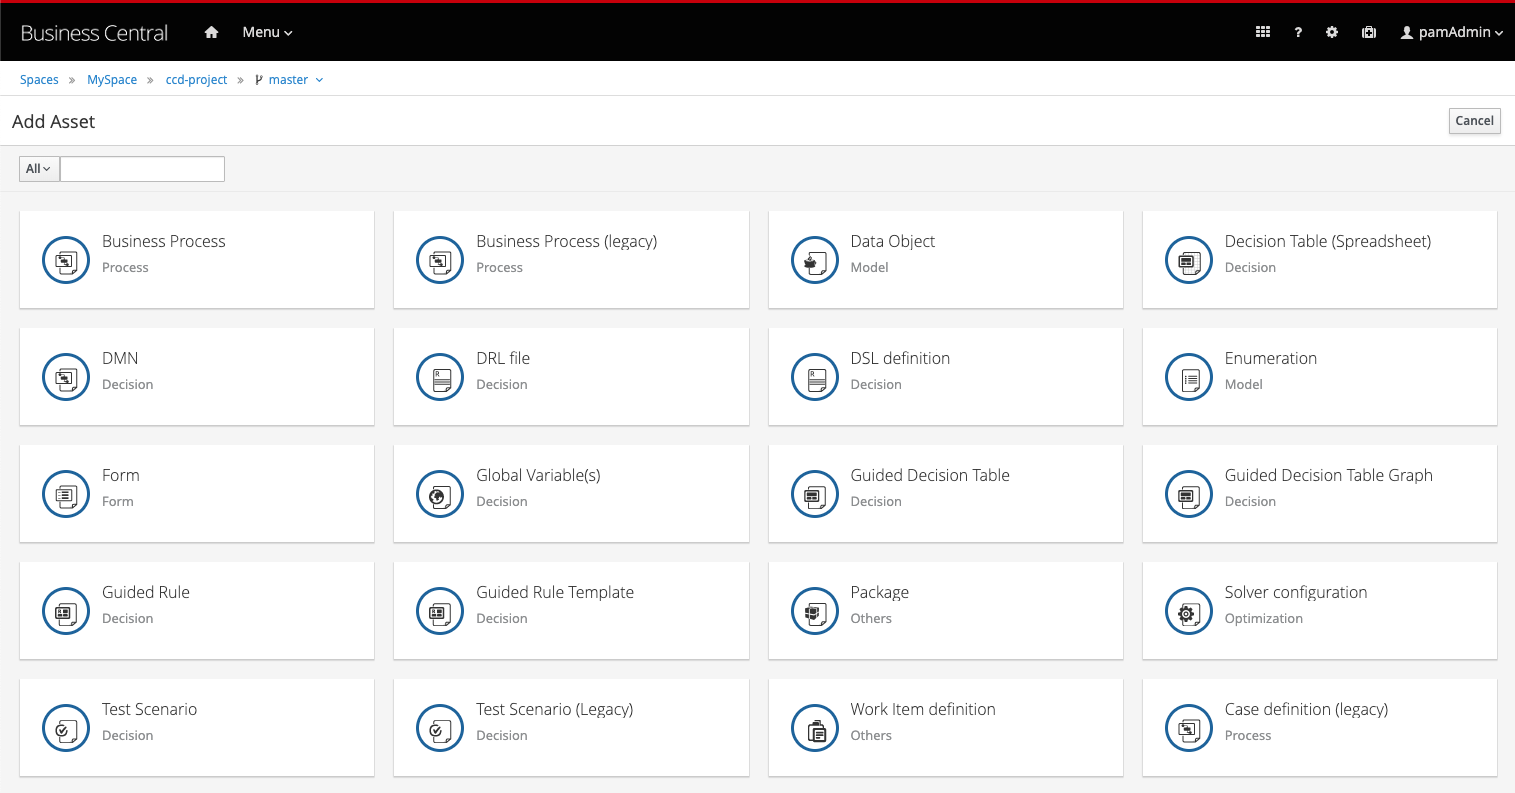 Business Central Menu ? pamAdmin
Spaces » MySpace » ccd-project » master
Add Asset Cancel
All
Business Process Business Process (legacy) Data Object Decision Table (Spreadsheet)
Process Process Model Decision
DMN DRL file DSL definition Enumeration
Decision Decision Decision Model
Form Global Variable(s) Guided Decision Table Guided Decision Table Graph
Form Decision Decision Decision
Guided Rule Guided Rule Template Package Solver configuration
Decision Decision Others Optimization
Test Scenario Test Scenario (Legacy) Work Item definition Case definition (legacy)
Decision Decision Others Process